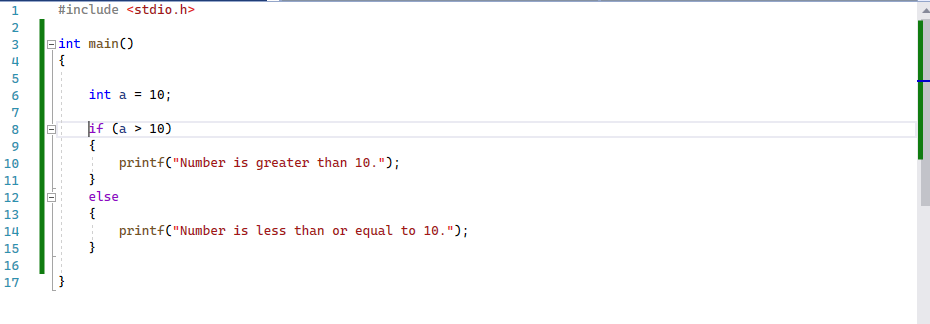 1 #include <stdio.h>
2
3 int main()
4 {
5
6 int a = 10;
7
8 if (a > 10)
9 {
10 printf("Number is greater than 10.");
11 }
12 else
13 {
14 printf("Number is less than or equal to 10.");
15 }
16
17 }